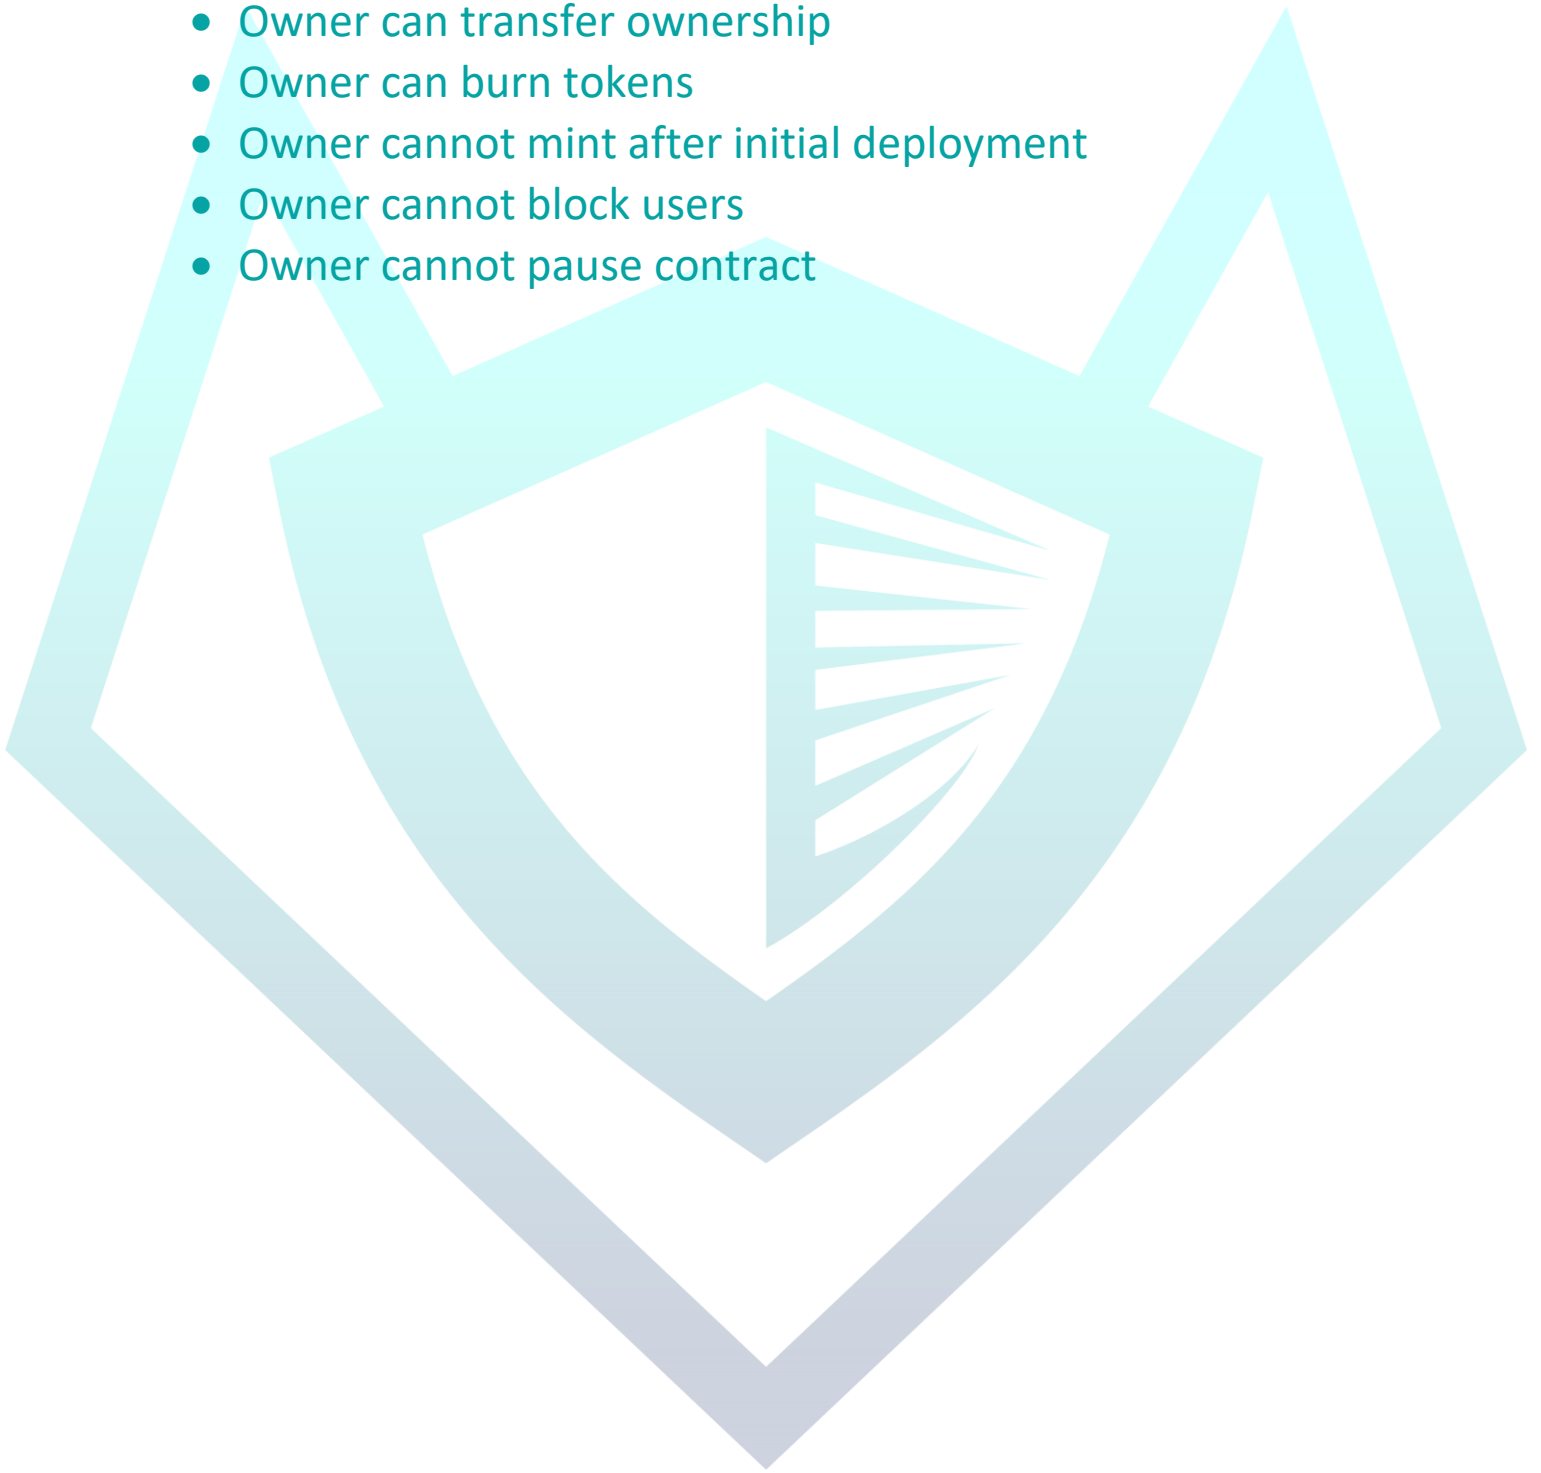 • Owner can transfer ownership
• Owner can burn tokens
• Owner cannot mint after initial deployment
• Owner cannot block users
• Owner cannot pause contract